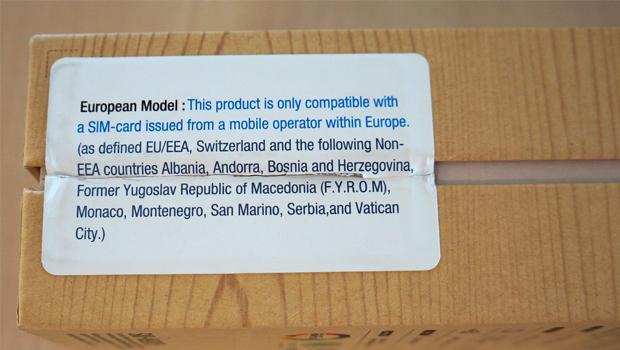 European Model : This product is only compatible with
a SIM-card issued from a mobile operator within Europe.
(as defined EU/EEA, Switzerland and the following Non-
EEA countries Albania, Andorra, Bosnia and Herzegovina,
Former Yugoslav Republic of Macedonia (F.Y.R.O.M),
Monaco, Montenegro, San Marino, Serbia,and Vatican
City.)